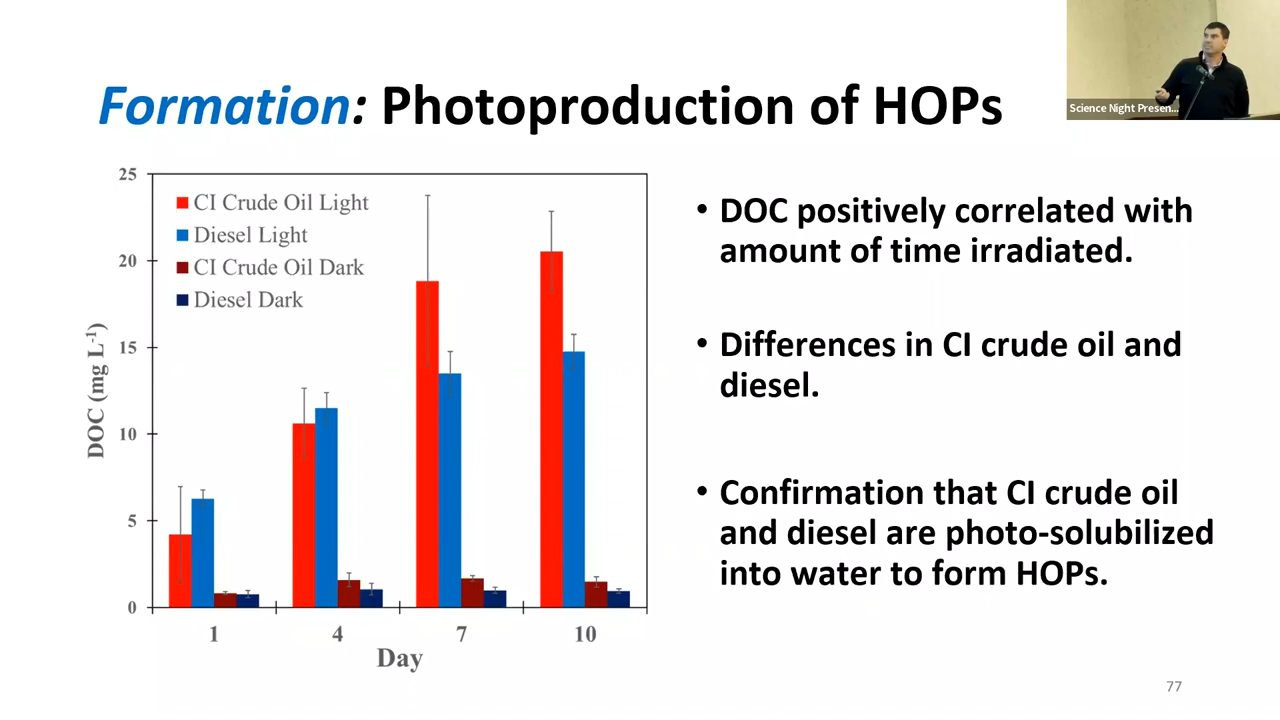 Formation: Photoproduction of HOPs
Science Night Presen...
25
20
15
10
5
0
DOC (mg L-1)
CI Crude Oil Light
Diesel Light
CI Crude Oil Dark
Diesel Dark
1
4
7
10
Day
• DOC positively correlated with
amount of time irradiated.
• Differences in CI crude oil and
diesel.
• Confirmation that CI crude oil
and diesel are photo-solubilized
into water to form HOPs.
77